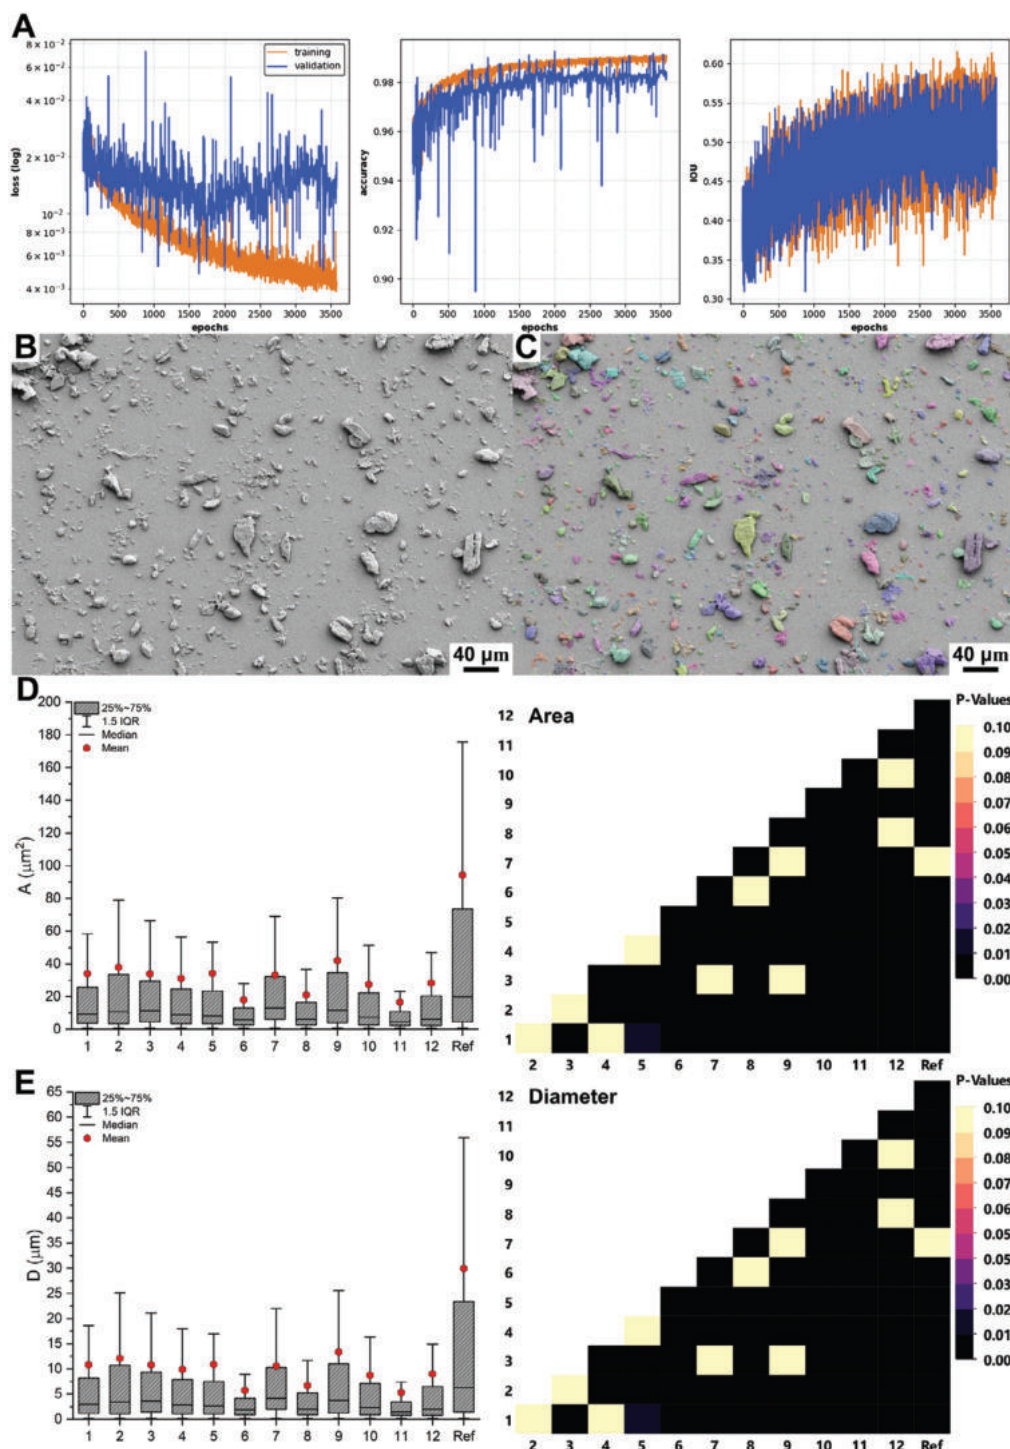 A
8 × 10⁻²
6 × 10⁻²
4 × 10⁻²
2 × 10⁻²
10⁻²
8 × 10⁻³
6 × 10⁻³
4 × 10⁻³
loss (log)
training
validation
0 500 1000 1500 2000 2500 3000 3500
epochs
0.98
0.96
0.94
0.92
0.90
accuracy
0 500 1000 1500 2000 2500 3000 3500
epochs
0.60
0.55
0.50
0.45
0.40
0.35
0.30
IOU
0 500 1000 1500 2000 2500 3000 3500
epochs
B
40 μm
C
40 μm
D
200
180
160
140
120
100
80
60
40
20
0
A (μm²)
25%~75%
1.5 IQR
Median
Mean
1 2 3 4 5 6 7 8 9 10 11 12 Ref
Area
12
11
10
9
8
7
6
5
4
3
2
1
2 3 4 5 6 7 8 9 10 11 12 Ref
P-Values
0.10
0.09
0.08
0.07
0.06
0.05
0.04
0.03
0.02
0.01
0.00
E
65
60
55
50
45
40
35
30
25
20
15
10
5
0
D (μm)
25%~75%
1.5 IQR
Median
Mean
1 2 3 4 5 6 7 8 9 10 11 12 Ref
Diameter
12
11
10
9
8
7
6
5
4
3
2
1
2 3 4 5 6 7 8 9 10 11 12 Ref
P-Values
0.10
0.09
0.08
0.07
0.06
0.05
0.04
0.03
0.02
0.01
0.00